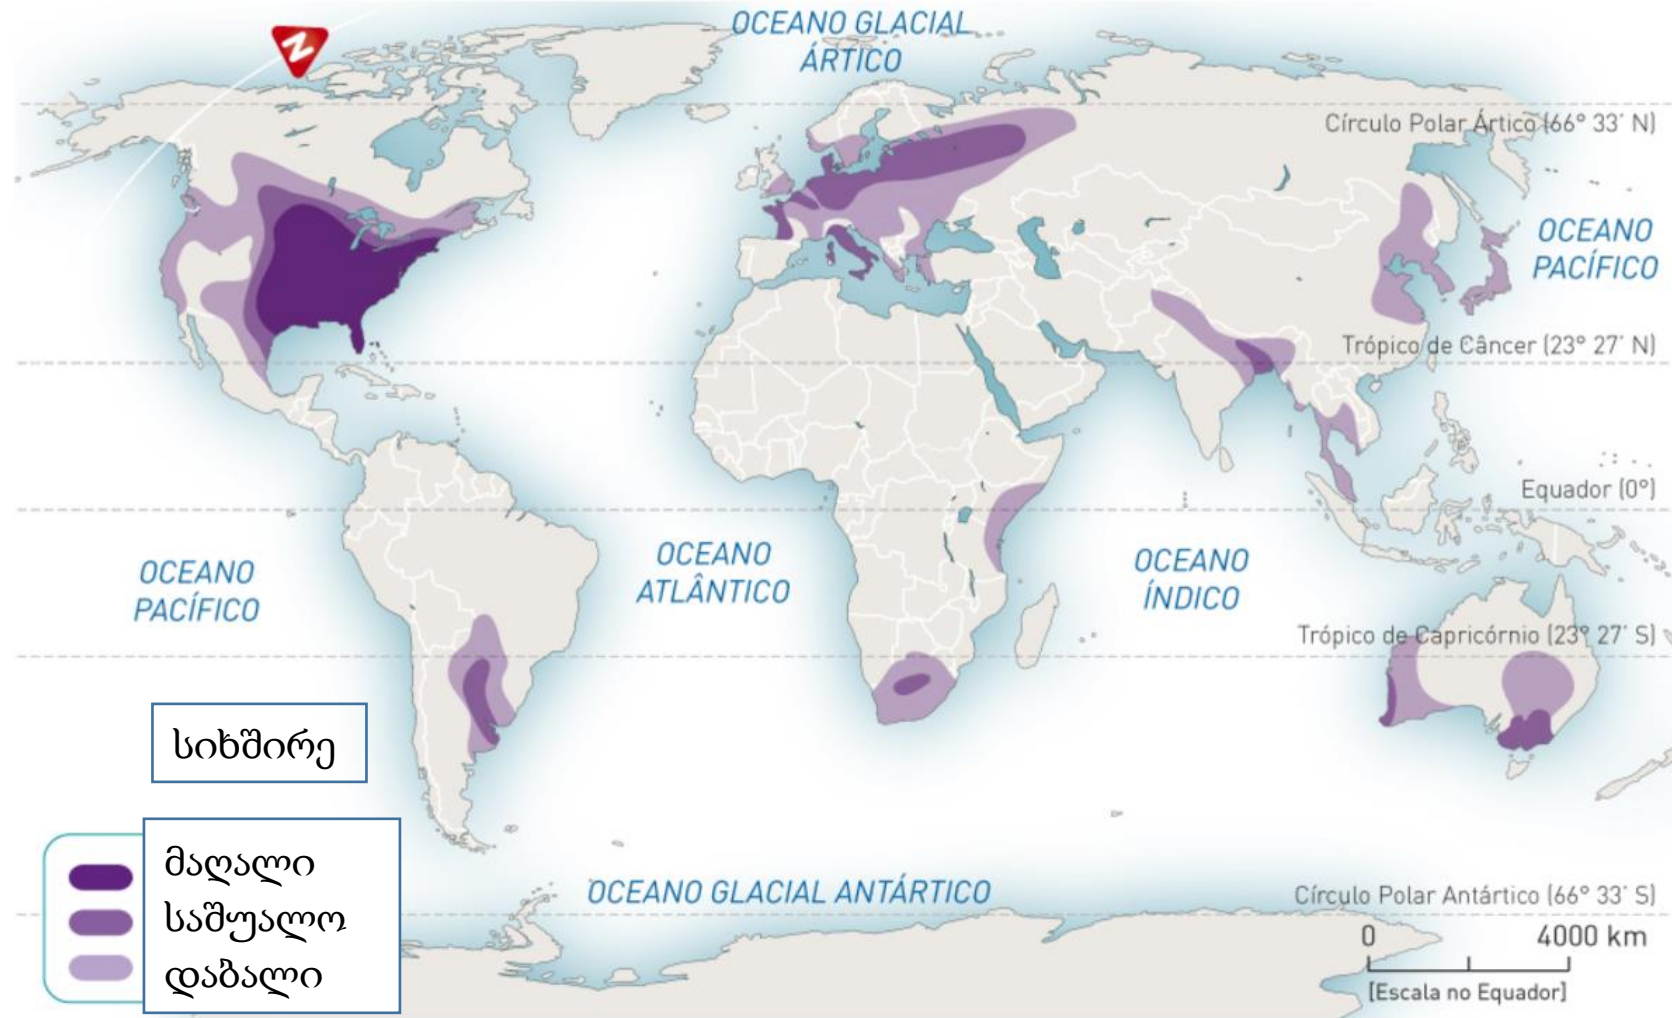 N
OCEANO GLACIAL
ÁRTICO
Círculo Polar Ártico (66° 33' N)
OCEANO
PACÍFICO
Trópico de Câncer (23° 27' N)
Equador (0°)
OCEANO
PACÍFICO
OCEANO
ATLÂNTICO
OCEANO
ÍNDICO
Trópico de Capricórnio (23° 27' S)
სიხშირე
მაღალი
საშუალო
დაბალი
OCEANO GLACIAL ANTÁRTICO
Círculo Polar Antártico (66° 33' S)
0 4000 km
[Escala no Equador]